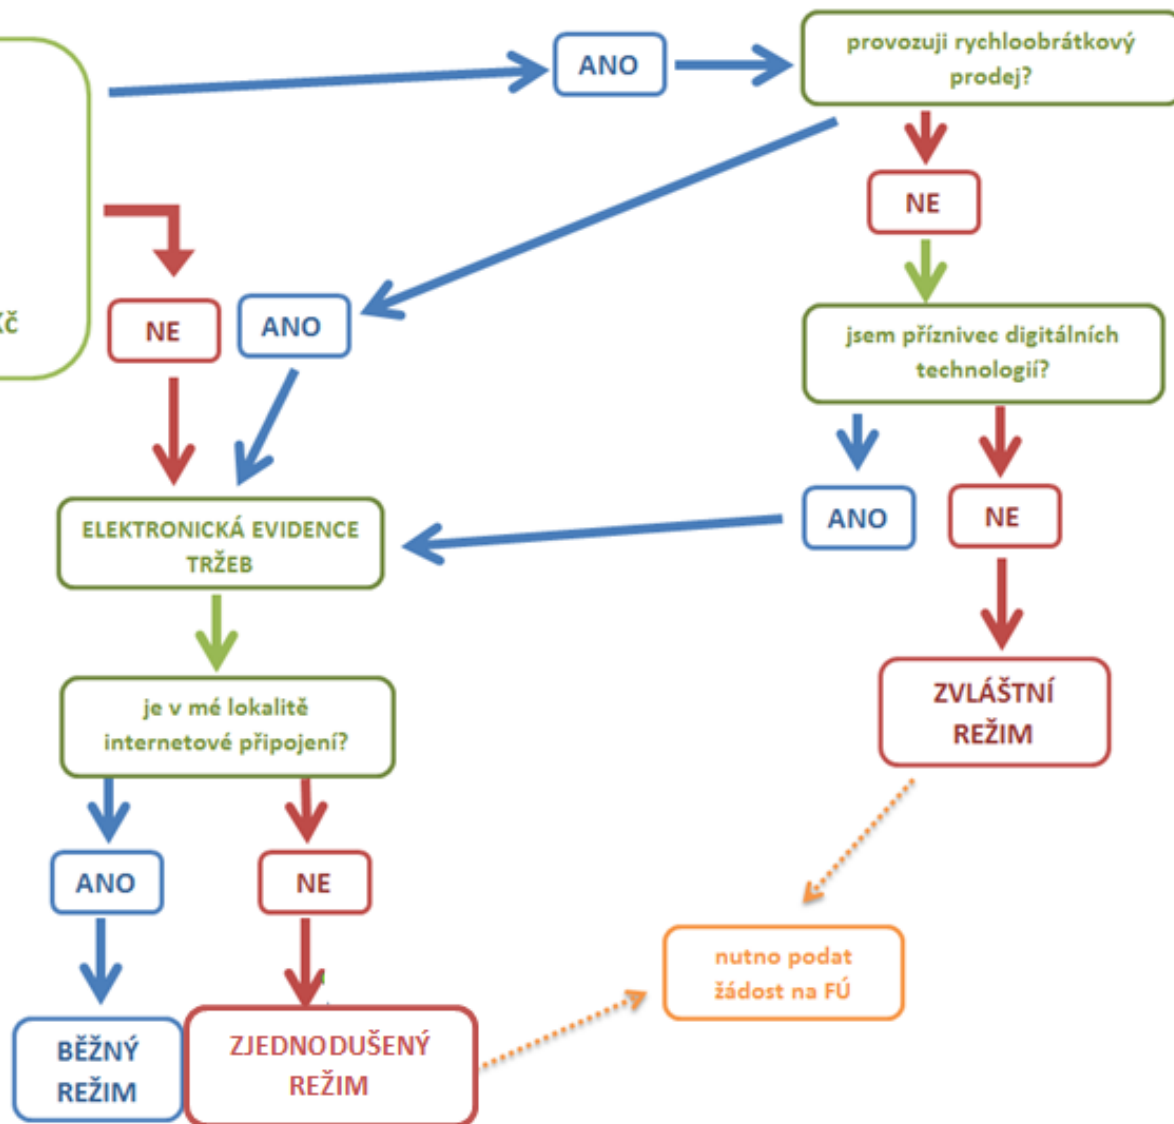 ANO
provozuji rychloobrátkový
prodej?
NE
Kč
NE
ANO
jsem příznivec digitálních
technologií?
ANO
NE
ELEKTRONICKÁ EVIDENCE
TRŽEB
je v mé lokalitě
internetové připojení?
ZVLÁŠTNÍ
REŽIM
ANO
NE
nutno podat
žádost na FÚ
BĚŽNÝ
REŽIM
ZJEDNODUŠENÝ
REŽIM